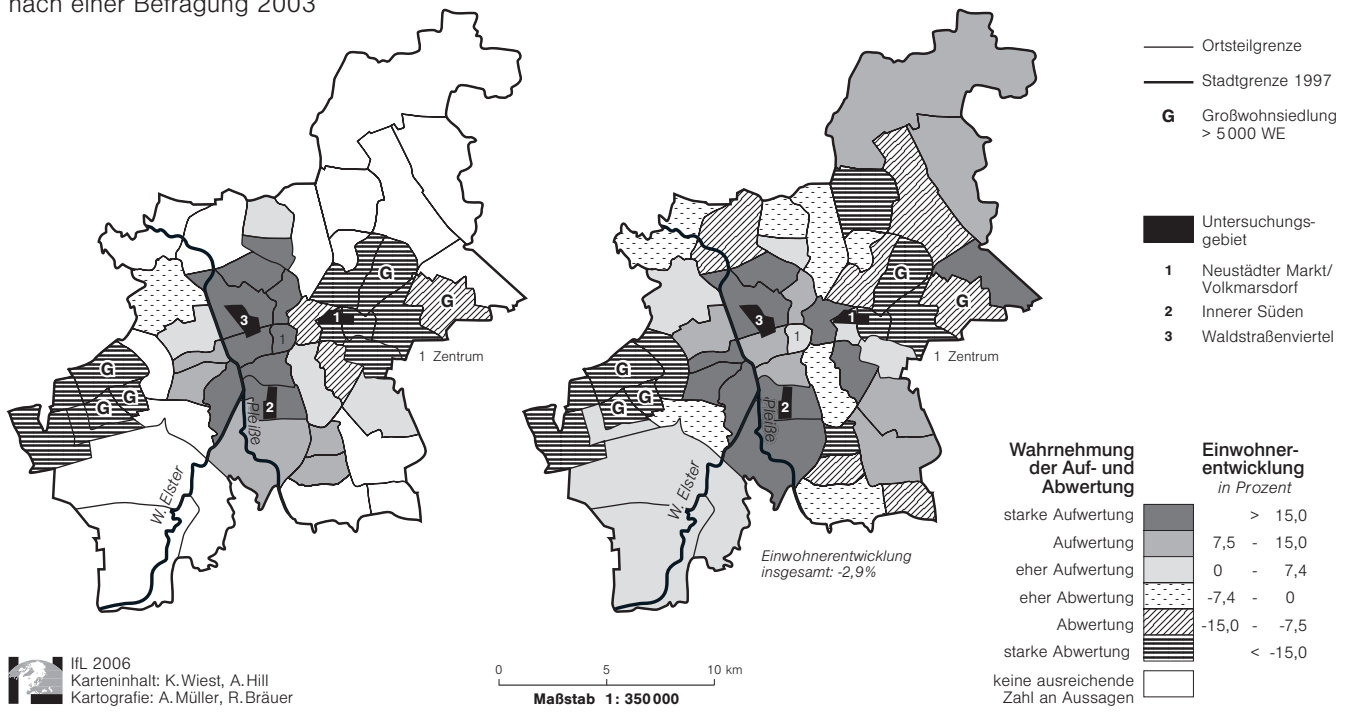 nach einer Befragung 2003
G
G
3
1
1
1 Zentrum
G
G
G
2
Pleiße
W. Elster
G
G
3
1
1
1 Zentrum
G
G
G
2
Pleiße
W. Elster
Einwohnerentwicklung
insgesamt: -2,9%
Ortsteilgrenze
Stadtgrenze 1997
G Großwohnsiedlung
> 5000 WE
Untersuchungs-
gebiet
1 Neustädter Markt/
Volkmarsdorf
2 Innerer Süden
3 Waldstraßenviertel
Wahrnehmung
der Auf- und
Abwertung
Einwohner-
entwicklung
in Prozent
starke Aufwertung > 15,0
Aufwertung 7,5 - 15,0
eher Aufwertung 0 - 7,4
eher Abwertung -7,4 - 0
Abwertung -15,0 - -7,5
starke Abwertung < -15,0
keine ausreichende
Zahl an Aussagen
IfL 2006
Karteninhalt: K.Wiest, A.Hill
Kartografie: A.Müller, R.Bräuer
0 5 10 km
Maßstab 1: 350000